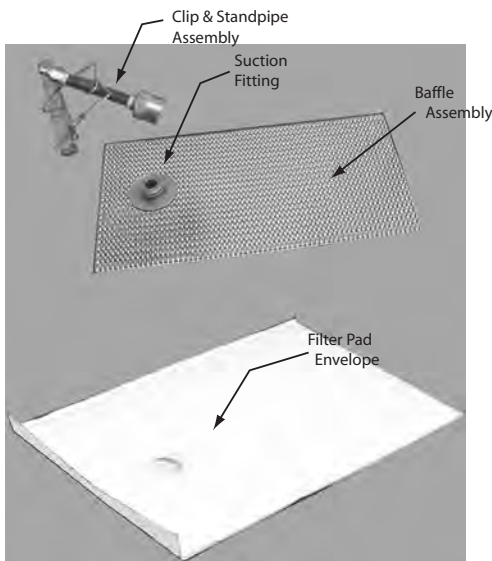 Clip & Standpipe
Assembly
Suction
Fitting
Baffle
Assembly
Filter Pad
Envelope